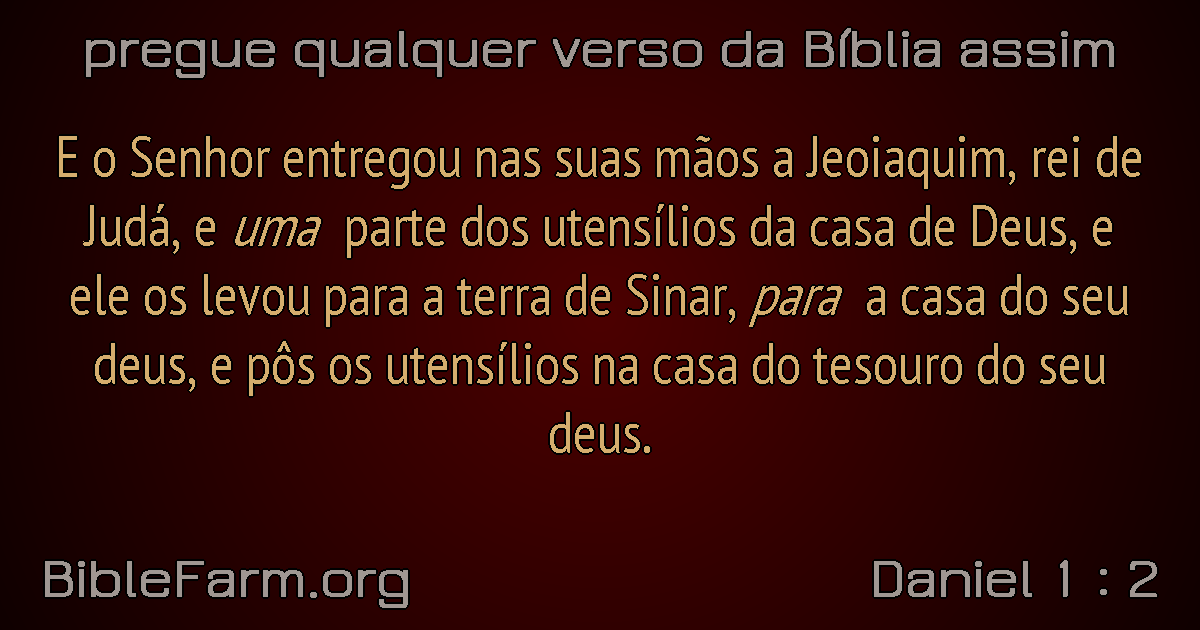 pregue qualquer verso da Bíblia assim
E o Senhor entregou nas suas mãos a Jeoiaquim, rei de
Judá, e uma parte dos utensílios da casa de Deus, e
ele os levou para a terra de Sinar, para a casa do seu
deus, e pôs os utensílios na casa do tesouro do seu
deus.
BibleFarm.org
Daniel 1 : 2